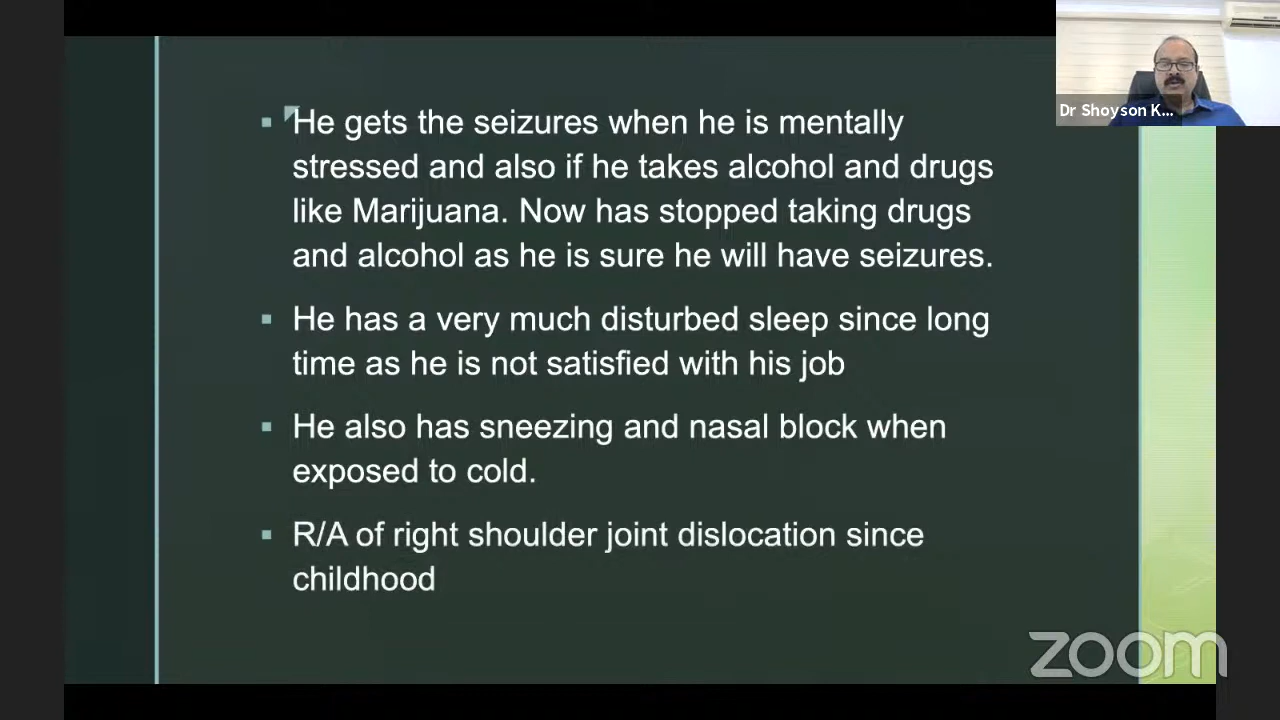 He gets the seizures when he is mentally
stressed and also if he takes alcohol and drugs
like Marijuana. Now has stopped taking drugs
and alcohol as he is sure he will have seizures.
He has a very much disturbed sleep since long
time as he is not satisfied with his job
He also has sneezing and nasal block when
exposed to cold.
R/A of right shoulder joint dislocation since
childhood
Dr Shoyson K...
zoom